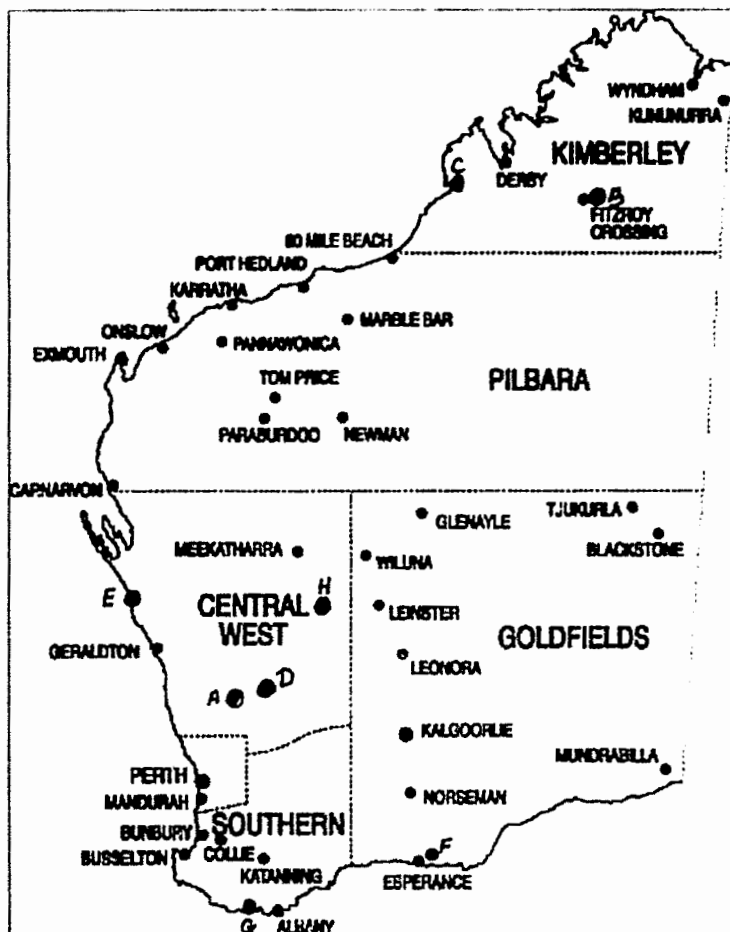 WYNDHAM
KUNUNURRA
KIMBERLEY
C
DERBY
B
FITZROY
CROSSING
80 MILE BEACH
PORT HEDLAND
KARRATHA
MARBLE BAR
ONSLOW
PANNAWONICA
EXMOUTH
TOM PRICE
PILBARA
PARABURDOO
NEWMAN
CARNARVON
GLENAYLE
TJUKURLA
MEEKATHARRA
WILUNA
BLACKSTONE
E
H
CENTRAL
WEST
LEINSTER
GOLDFIELDS
GERALDTON
LEONORA
A
D
KALGOORLIE
MUNDRABILLA
PERTH
MANDURAH
NORSEMAN
BUNBURY
SOUTHERN
BUSSELTON
COLLIE
KATANNING
F
ESPERANCE
G
ALBANY